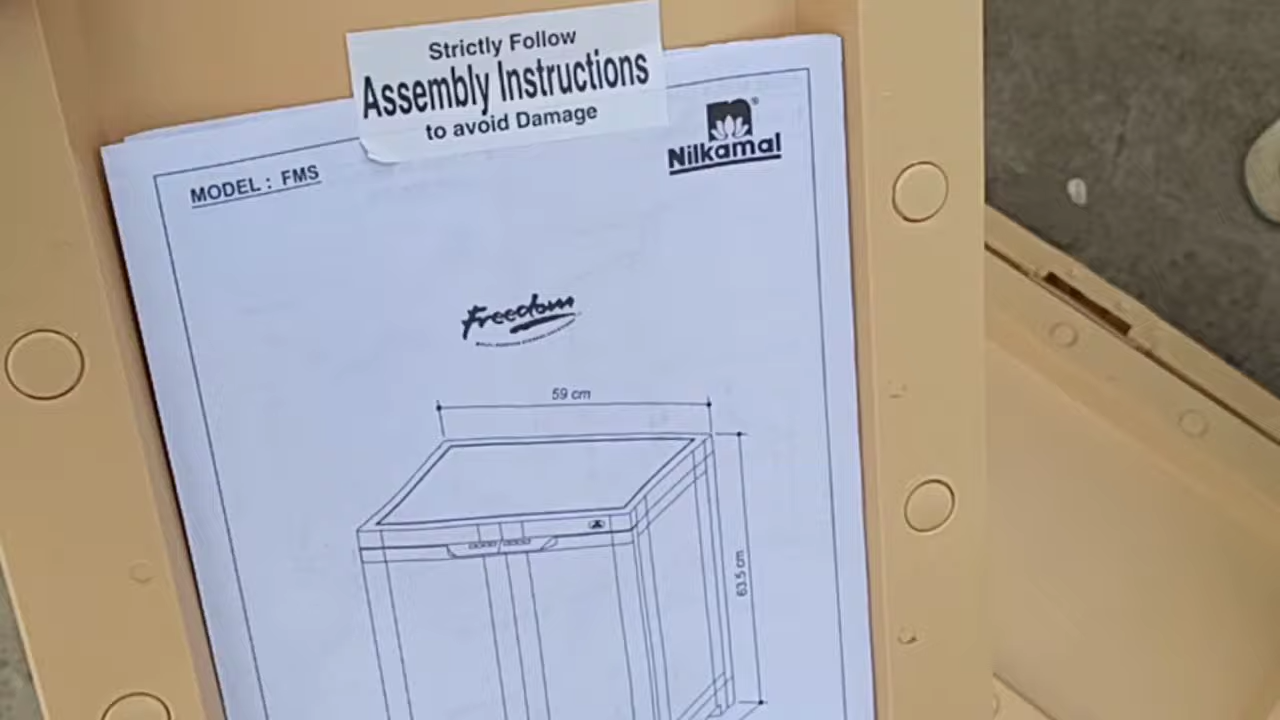 Strictly Follow
Assembly Instructions
to avoid Damage
Nilkamal
MODEL : FMS
Freedom
59 cm
63.5 cm